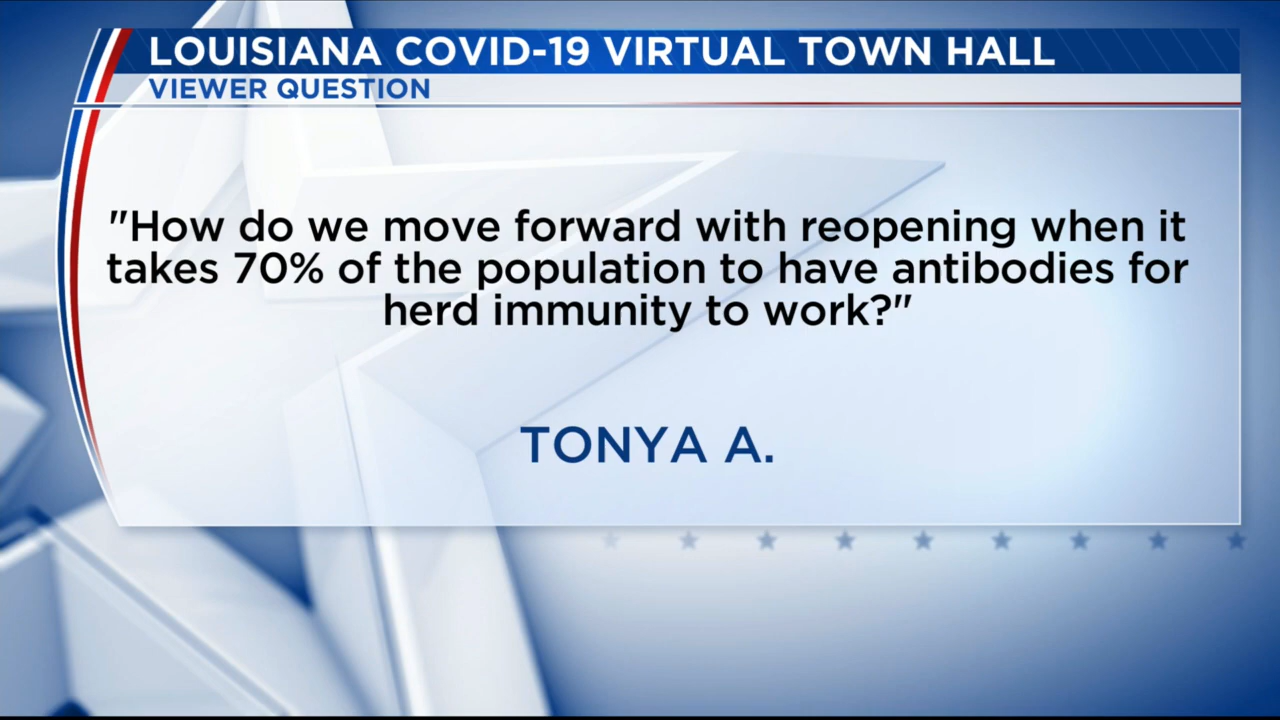 LOUISIANA COVID-19 VIRTUAL TOWN HALL
VIEWER QUESTION
"How do we move forward with reopening when it
takes 70% of the population to have antibodies for
herd immunity to work?"
TONYA A.